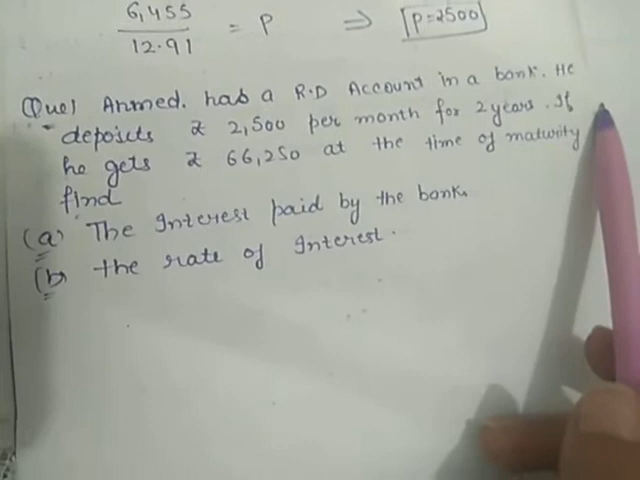 6,455
12.91 = P ⇒ P=2500
Que1 Ahmed. has a R.D Account in a bank. He
deposits ₹ 2,500 per month for 2 years. If
he gets ₹ 66,250 at the time of maturity
find
(a) The Interest paid by the bank.
(b) the rate of Interest.